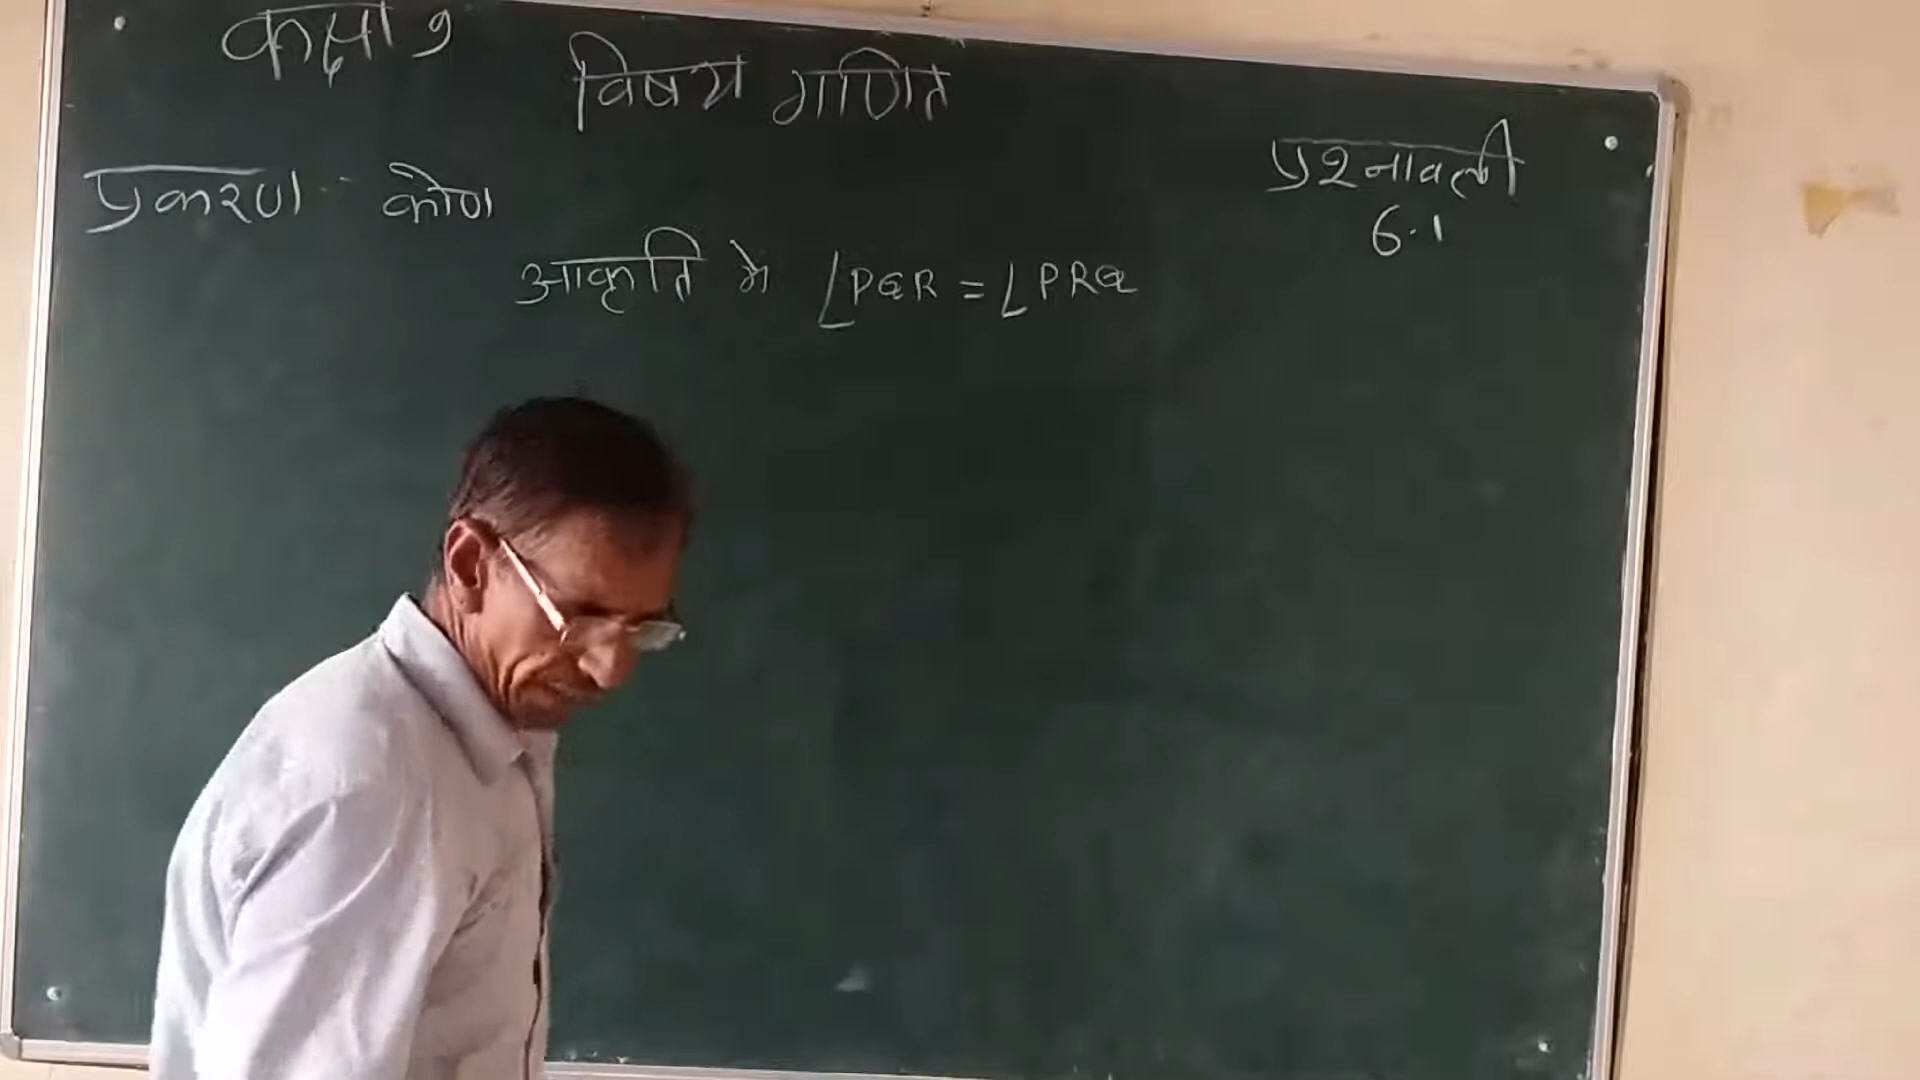 कक्षा 9
विषय गणित
प्रश्नावली
6.1
प्रकरण - कोण
आकृति मे ∠PQR = ∠PRQ